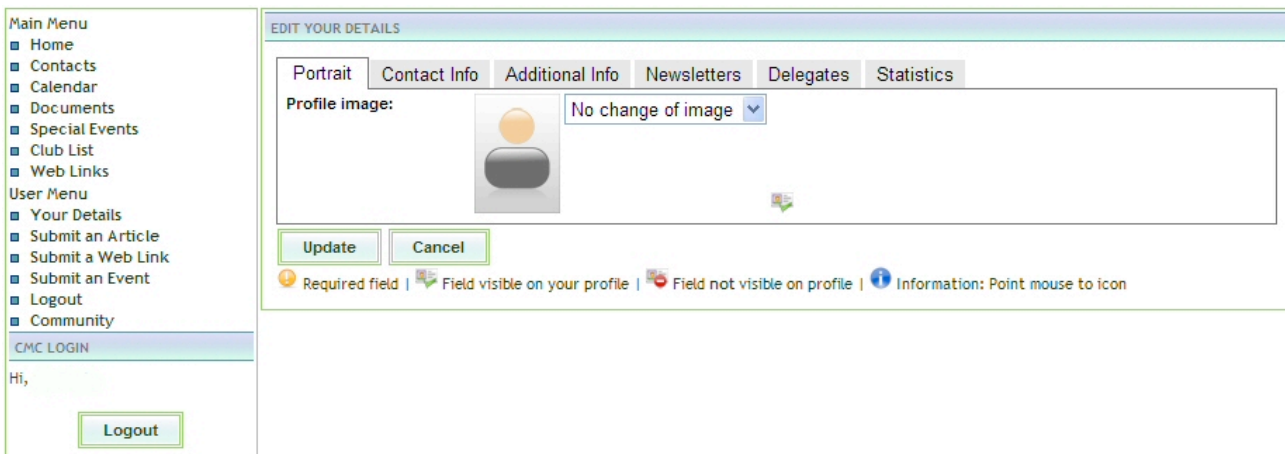 Main Menu
Home
Contacts
Calendar
Documents
Special Events
Club List
Web Links
User Menu
Your Details
Submit an Article
Submit a Web Link
Submit an Event
Logout
Community
CMC LOGIN
Hi,
Logout
EDIT YOUR DETAILS
Portrait Contact Info Additional Info Newsletters Delegates Statistics
Profile image: No change of image
Update Cancel
Required field | Field visible on your profile | Field not visible on profile | Information: Point mouse to icon